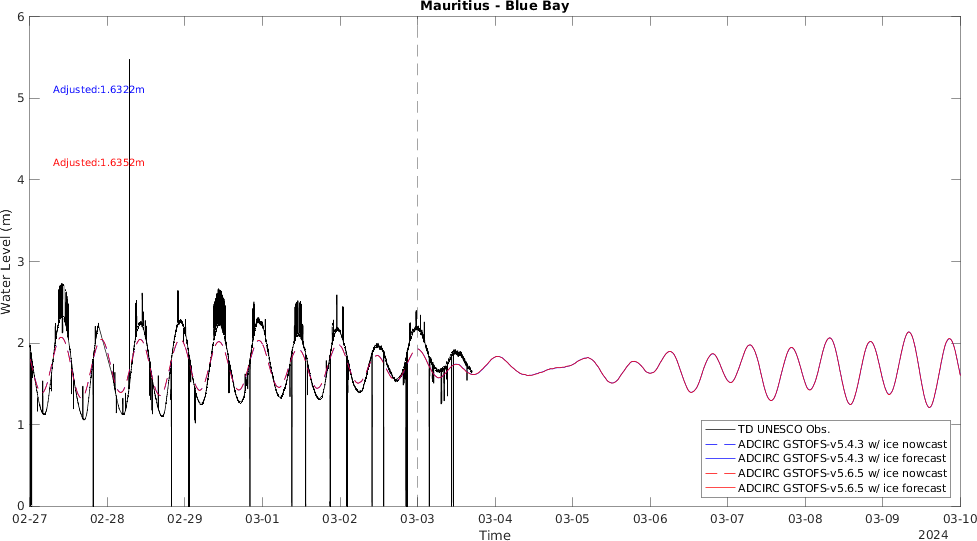 Mauritius - Blue Bay
6
5
4
3
2
1
0
Water Level (m)
Adjusted:1.6322m
Adjusted:1.6352m
TD UNESCO Obs.
ADCIRC GSTOFS-v5.4.3 w/ ice nowcast
ADCIRC GSTOFS-v5.4.3 w/ ice forecast
ADCIRC GSTOFS-v5.6.5 w/ ice nowcast
ADCIRC GSTOFS-v5.6.5 w/ ice forecast
02-27 02-28 02-29 03-01 03-02 03-03 03-04 03-05 03-06 03-07 03-08 03-09 03-10
Time
2024